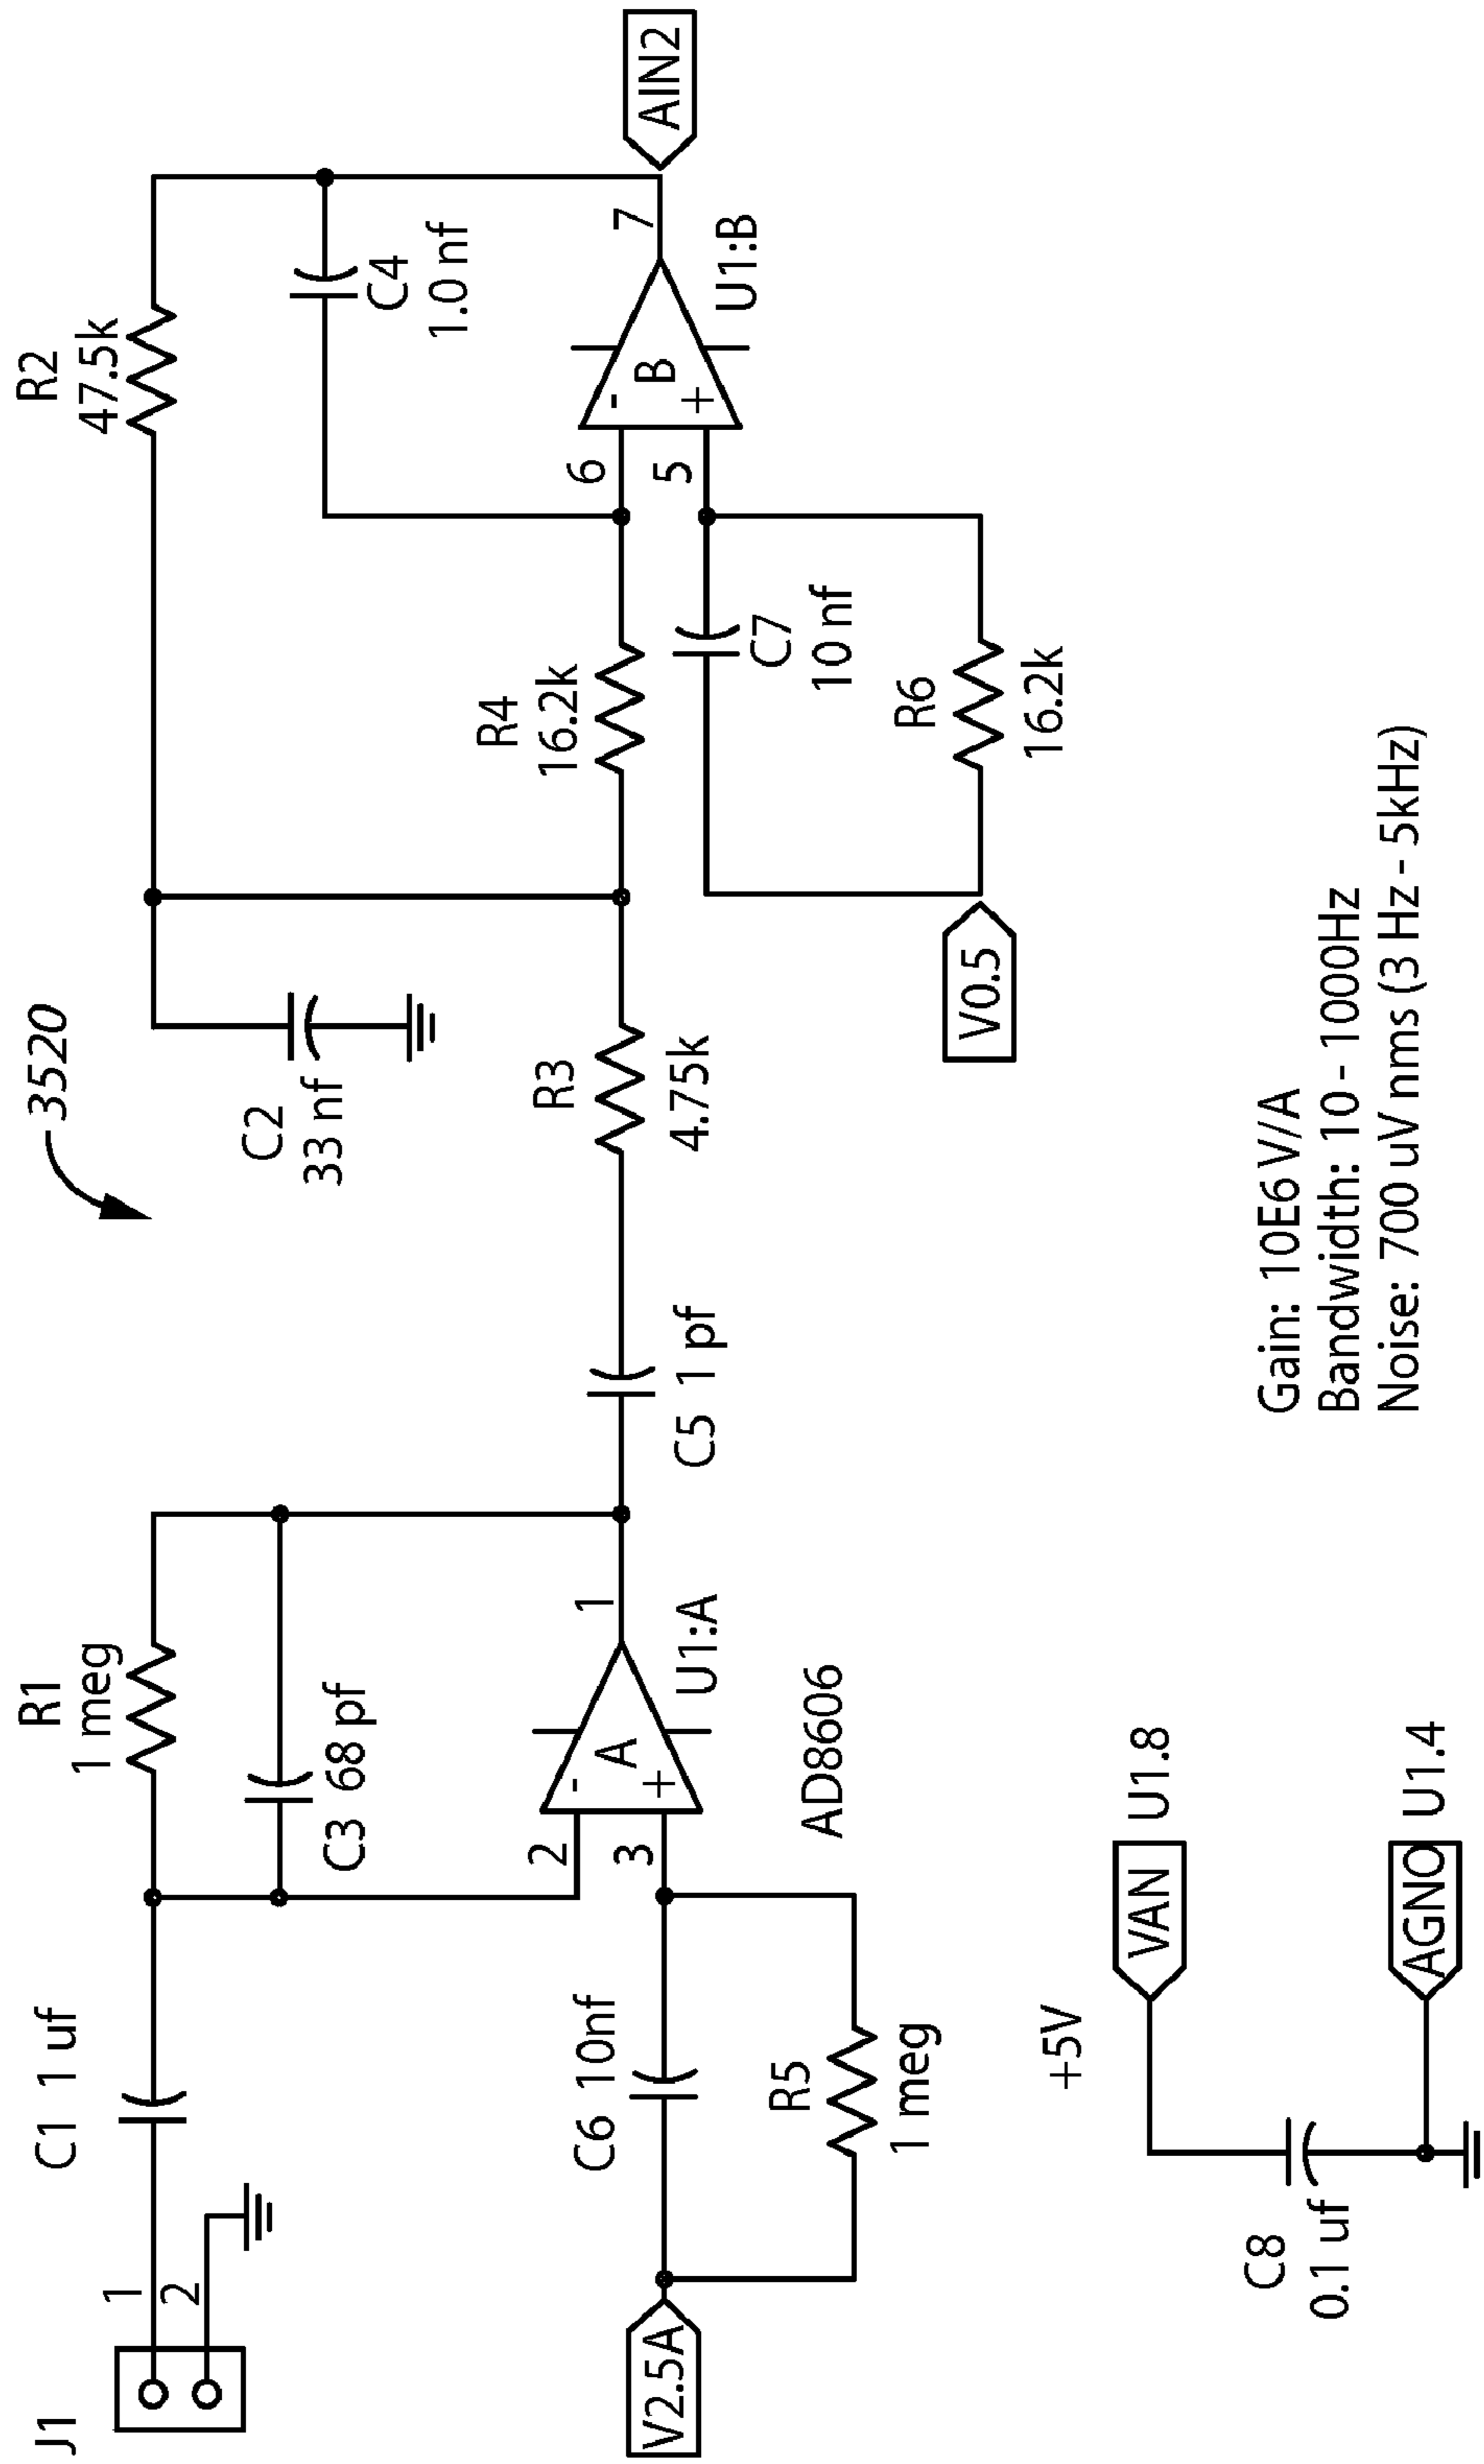 3520
J1
1
2
C1 1 uf
R1
1 meg
C3 68 pf
2
3
1
A
-
+
U1:A
AD8606
V2.5A
C6 10nf
R5
1 meg
C5 1 pf
R3
4.75k
C2
33 nf
R2
47.5k
R4
16.2k
C4
1.0 nf
6
5
7
B
-
+
U1:B
AIN2
C7
10 nf
R6
16.2k
V0.5
+5V
VAN
U1.8
C8
0.1 uf
AGNO
U1.4
Gain: 10E6 V/A
Bandwidth: 10 - 1000Hz
Noise: 700 uV nms (3 Hz - 5kHz)